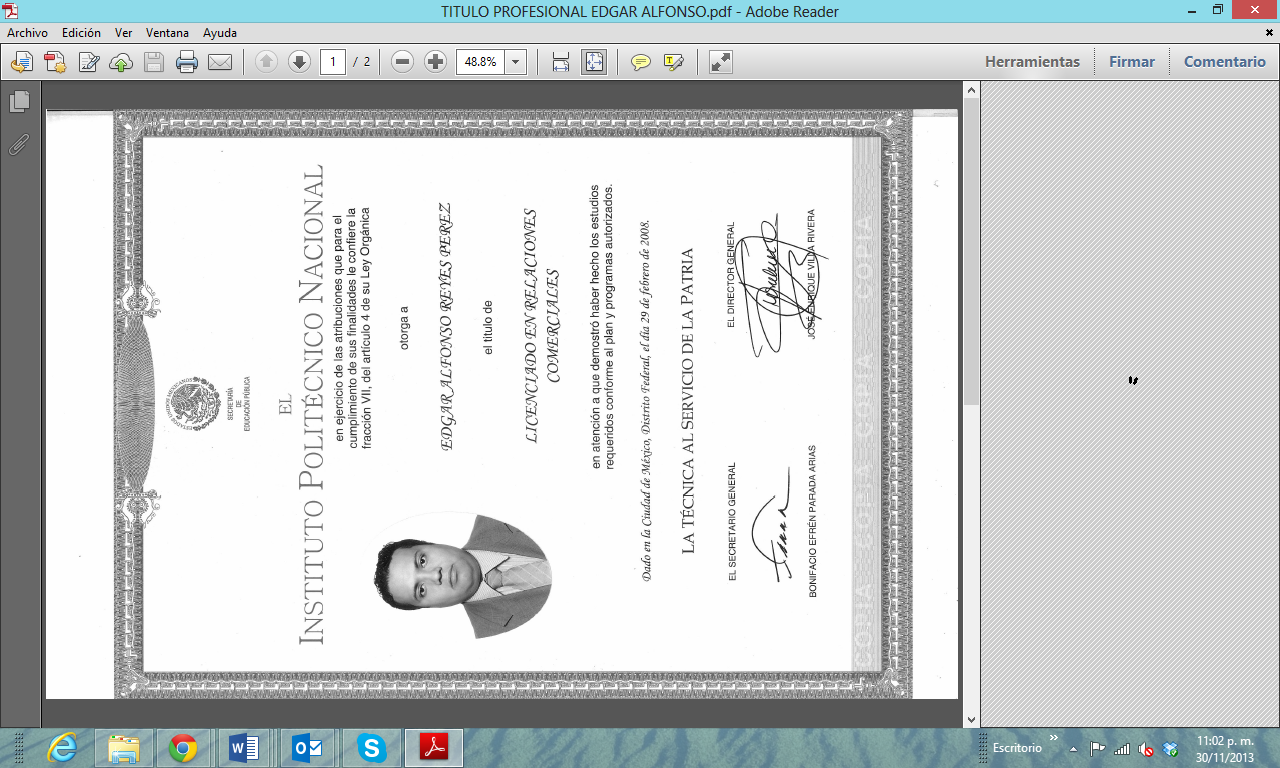 TITULO PROFESIONAL EDGAR ALFONSO.pdf - Adobe Reader
Archivo Edición Ver Ventana Ayuda
1 / 2 48.8% Herramientas Firmar Comentario
SECRETARÍA
DE
EDUCACIÓN PÚBLICA
EL
INSTITUTO POLITÉCNICO NACIONAL
en ejercicio de las atribuciones que para el
cumplimiento de sus finalidades le confiere la
fracción VII, del artículo 4 de su Ley Orgánica
otorga a
EDGAR ALFONSO REYES PEREZ
el título de
LICENCIADO EN RELACIONES
COMERCIALES
en atención a que demostró haber hecho los estudios
requeridos conforme al plan y programas autorizados.
Dado en la Ciudad de México, Distrito Federal, el día 29 de febrero de 2008.
LA TÉCNICA AL SERVICIO DE LA PATRIA
EL SECRETARIO GENERAL
BONIFACIO EFRÉN PARADA ARIAS
EL DIRECTOR GENERAL
JOSÉ ENRIQUE VILLA RIVERA
COPIA COPIA COPIA COPIA
Escritorio
11:02 p. m.
30/11/2013